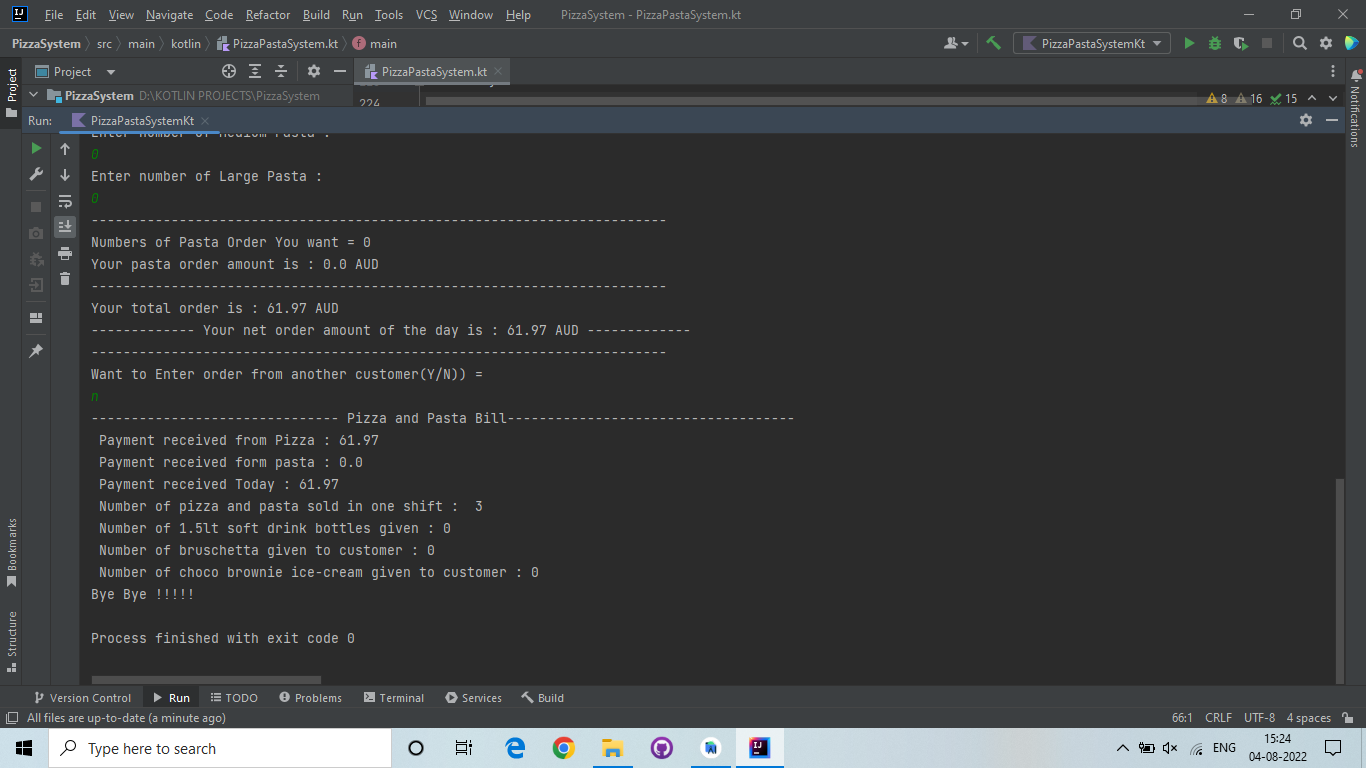 File Edit View Navigate Code Refactor Build Run Tools VCS Window Help PizzaSystem - PizzaPastaSystem.kt
PizzaSystem src main kotlin PizzaPastaSystem.kt main PizzaPastaSystemKt
Project Project PizzaPastaSystem.kt
PizzaSystem D:\KOTLIN PROJECTS\PizzaSystem 224 8 16 15
Notifications
Run: PizzaPastaSystemKt
Enter number of Medium Pasta :
0
Enter number of Large Pasta :
0
------------------------------------------------------------------------
Numbers of Pasta Order You want = 0
Your pasta order amount is : 0.0 AUD
------------------------------------------------------------------------
Your total order is : 61.97 AUD
------------- Your net order amount of the day is : 61.97 AUD -------------
------------------------------------------------------------------------
Want to Enter order from another customer(Y/N)) =
n
------------------------------- Pizza and Pasta Bill------------------------------------
Payment received from Pizza : 61.97
Payment received form pasta : 0.0
Payment received Today : 61.97
Number of pizza and pasta sold in one shift :  3
Number of 1.5lt soft drink bottles given : 0
Number of bruschetta given to customer : 0
Number of choco brownie ice-cream given to customer : 0
Bye Bye !!!!!
Process finished with exit code 0
Bookmarks
Structure
Version Control Run TODO Problems Terminal Services Build
All files are up-to-date (a minute ago) 66:1 CRLF UTF-8 4 spaces
Type here to search ENG 15:24
04-08-2022